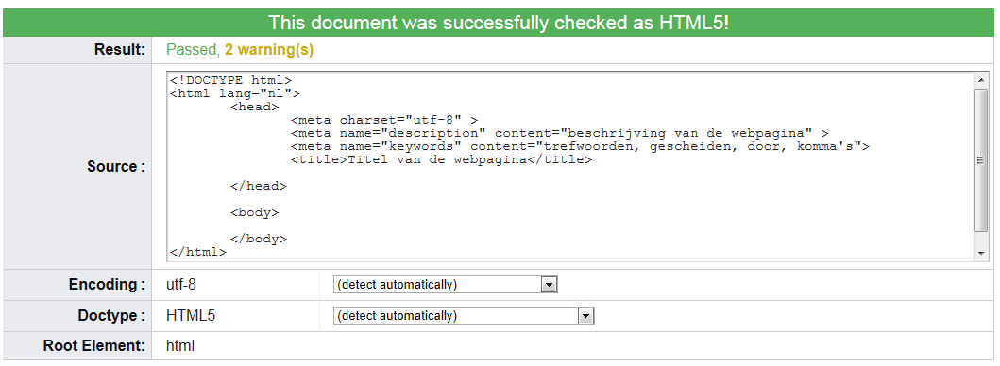 This document was successfully checked as HTML5!
Result: Passed, 2 warning(s)
Source :
<!DOCTYPE html>
<html lang="nl">
<head>
<meta charset="utf-8" >
<meta name="description" content="beschrijving van de webpagina" >
<meta name="keywords" content="trefwoorden, gescheiden, door, komma's">
<title>Titel van de webpagina</title>
</head>
<body>
</body>
</html>
Encoding : utf-8 (detect automatically)
Doctype : HTML5 (detect automatically)
Root Element: html